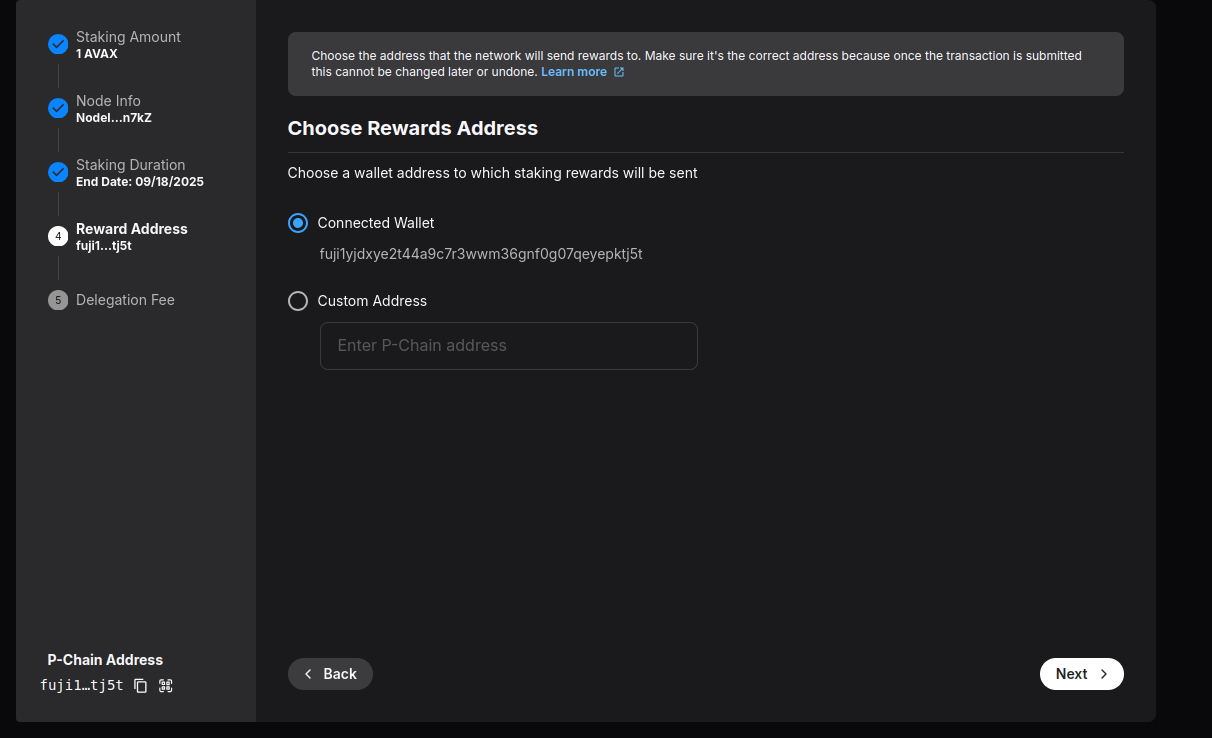 Staking Amount
1 AVAX
Node Info
NodeI...n7kZ
Staking Duration
End Date: 09/18/2025
4
Reward Address
fuji1...tj5t
5
Delegation Fee
P-Chain Address
fuji1…tj5t
Choose the address that the network will send rewards to. Make sure it's the correct address because once the transaction is submitted
this cannot be changed later or undone. Learn more
Choose Rewards Address
Choose a wallet address to which staking rewards will be sent
Connected Wallet
fuji1yjdxye2t44a9c7r3wwm36gnf0g07qeyepktj5t
Custom Address
Enter P-Chain address
Back
Next